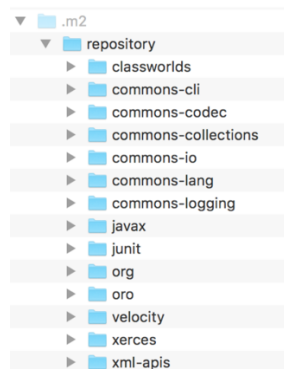 .m2
repository
classworlds
commons-cli
commons-codec
commons-collections
commons-io
commons-lang
commons-logging
javax
junit
org
oro
velocity
xerces
xml-apis